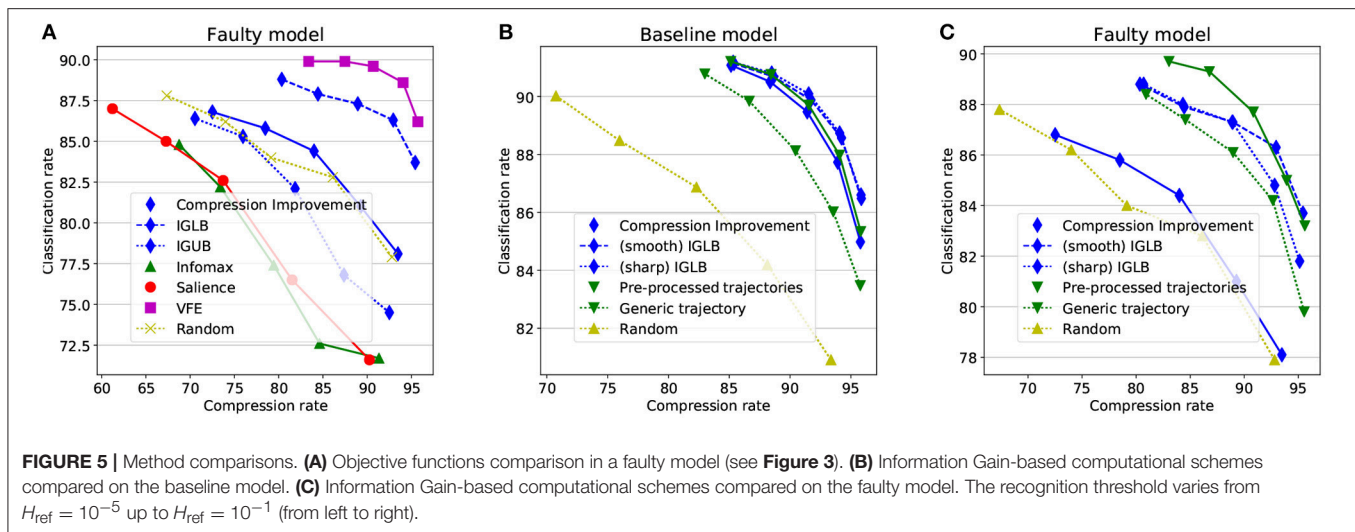 A
Faulty model
Classification rate
90.0
87.5
85.0
82.5
80.0
77.5
75.0
72.5
Compression Improvement
IGLB
IGUB
Infomax
Salience
VFE
Random
60 65 70 75 80 85 90 95
Compression rate
B
Baseline model
Classification rate
90
88
86
84
82
Compression Improvement
(smooth) IGLB
(sharp) IGLB
Pre-processed trajectories
Generic trajectory
Random
70 75 80 85 90 95
Compression rate
C
Faulty model
Classification rate
90
88
86
84
82
80
78
Compression Improvement
(smooth) IGLB
(sharp) IGLB
Pre-processed trajectories
Generic trajectory
Random
70 75 80 85 90 95
Compression rate
FIGURE 5 | Method comparisons. (A) Objective functions comparison in a faulty model (see Figure 3). (B) Information Gain-based computational schemes
compared on the baseline model. (C) Information Gain-based computational schemes compared on the faulty model. The recognition threshold varies from
H_ref = 10^−5 up to H_ref = 10^−1 (from left to right).